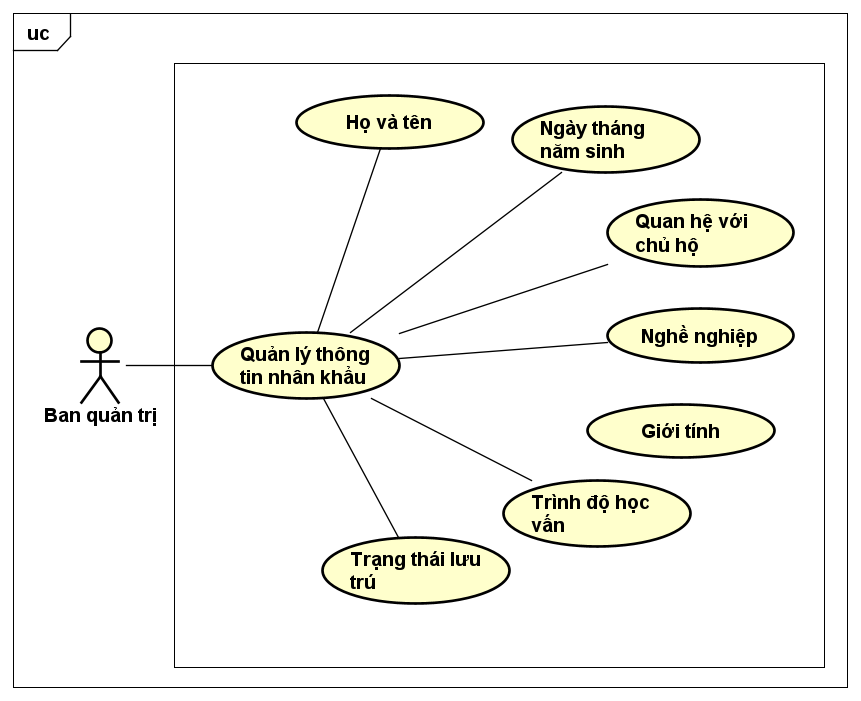 uc
Họ và tên
Ngày tháng
năm sinh
Quan hệ với
chủ hộ
Nghề nghiệp
Quản lý thông
tin nhân khẩu
Ban quản trị
Giới tính
Trình độ học
vấn
Trạng thái lưu
trú